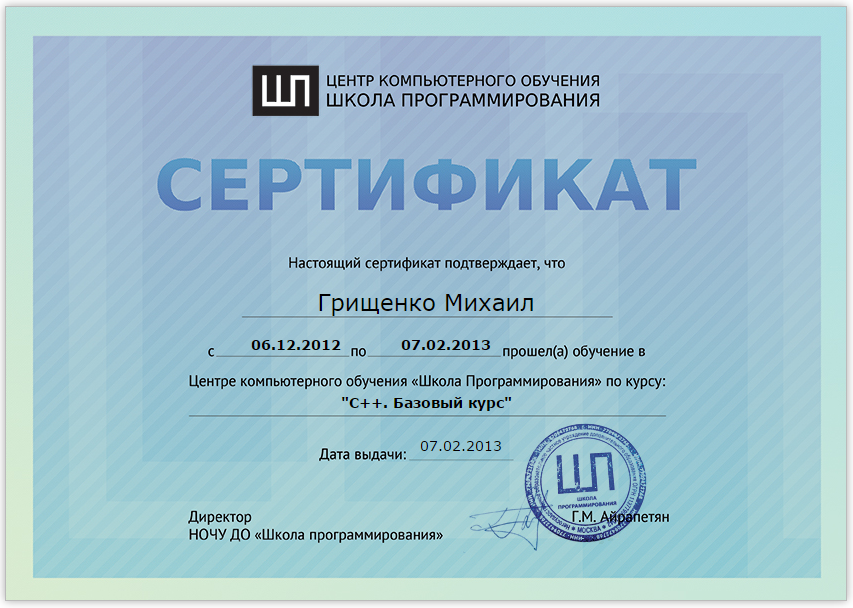 ШП
ЦЕНТР КОМПЬЮТЕРНОГО ОБУЧЕНИЯ
ШКОЛА ПРОГРАММИРОВАНИЯ
СЕРТИФИКАТ
Настоящий сертификат подтверждает, что
Грищенко Михаил
с 06.12.2012 по 07.02.2013 прошел(а) обучение в
Центре компьютерного обучения «Школа Программирования» по курсу:
"C++. Базовый курс"
Дата выдачи: 07.02.2013
ШП
ШКОЛА
ПРОГРАММИРОВАНИЯ
МОСКВА
Директор Г.М. Айрапетян
НОЧУ ДО «Школа программирования»